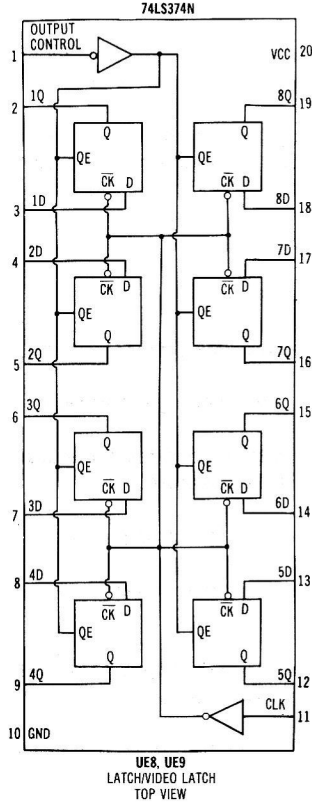 74LS374N
OUTPUT
CONTROL
1
VCC 20
2 1Q
8Q 19
Q
Q
QE
QE
CK D
CK D
3 1D
8D 18
4 2D
7D 17
CK D
CK D
QE
QE
Q
Q
5 2Q
7Q 16
6 3Q
6Q 15
Q
Q
QE
QE
CK D
CK D
7 3D
6D 14
8 4D
5D 13
CK D
CK D
QE
QE
Q
Q
9 4Q
5Q 12
CLK 11
10 GND
UE8, UE9
LATCH/VIDEO LATCH
TOP VIEW